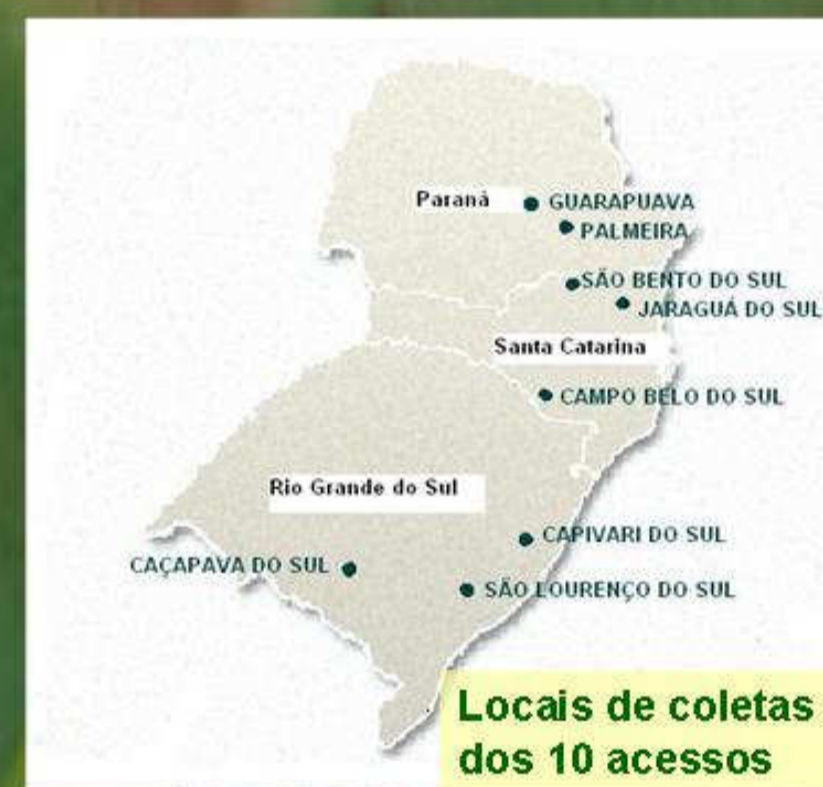 Paraná
GUARAPUAVA
PALMEIRA
SÃO BENTO DO SUL
JARAGUÁ DO SUL
Santa Catarina
CAMPO BELO DO SUL
Rio Grande do Sul
CAPIVARI DO SUL
CAÇAPAVA DO SUL
SÃO LOURENÇO DO SUL
Locais de coletas
dos 10 acessos